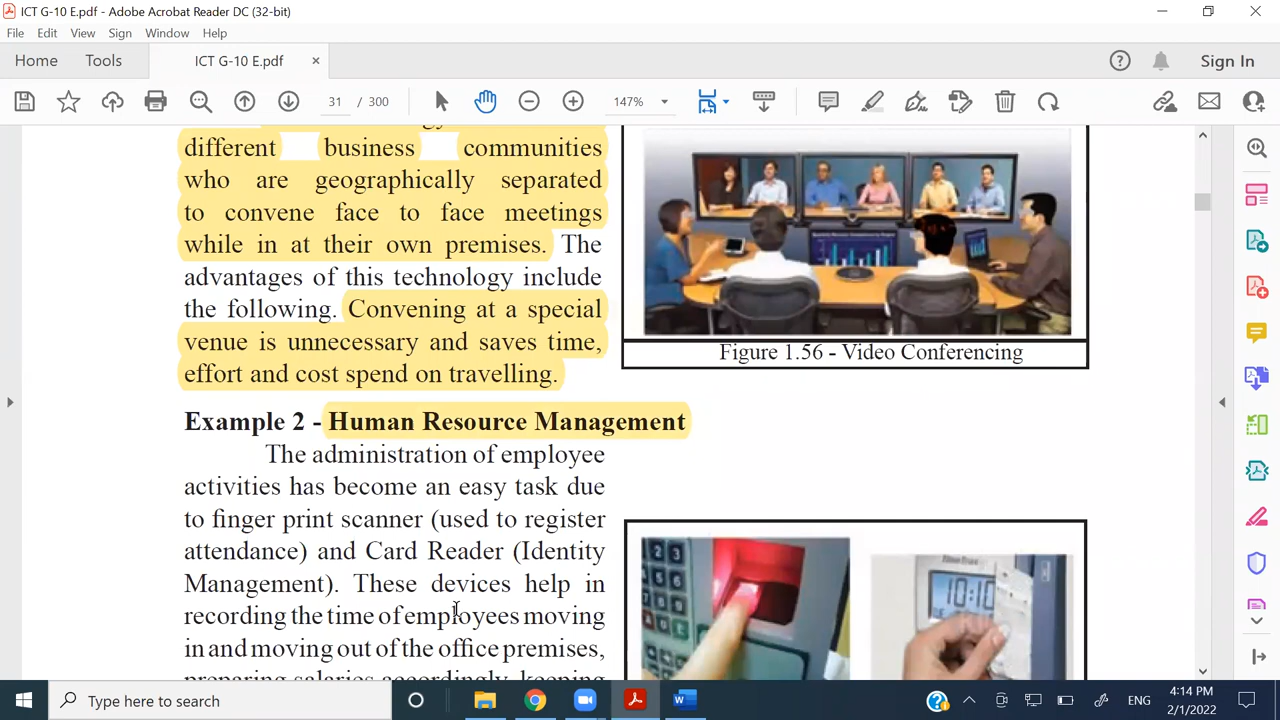 ICT G-10 E.pdf - Adobe Acrobat Reader DC (32-bit)
File Edit View Sign Window Help
Home Tools ICT G-10 E.pdf × Sign In
31 / 300 147%
different business communities
who are geographically separated
to convene face to face meetings
while in at their own premises. The
advantages of this technology include
the following. Convening at a special
venue is unnecessary and saves time,
effort and cost spend on travelling.
Figure 1.56 - Video Conferencing
Example 2 - Human Resource Management
The administration of employee
activities has become an easy task due
to finger print scanner (used to register
attendance) and Card Reader (Identity
Management). These devices help in
recording the time of employees moving
in and moving out of the office premises,
preparing salaries accordingly, keeping
10:10
Type here to search
ENG
4:14 PM
2/1/2022